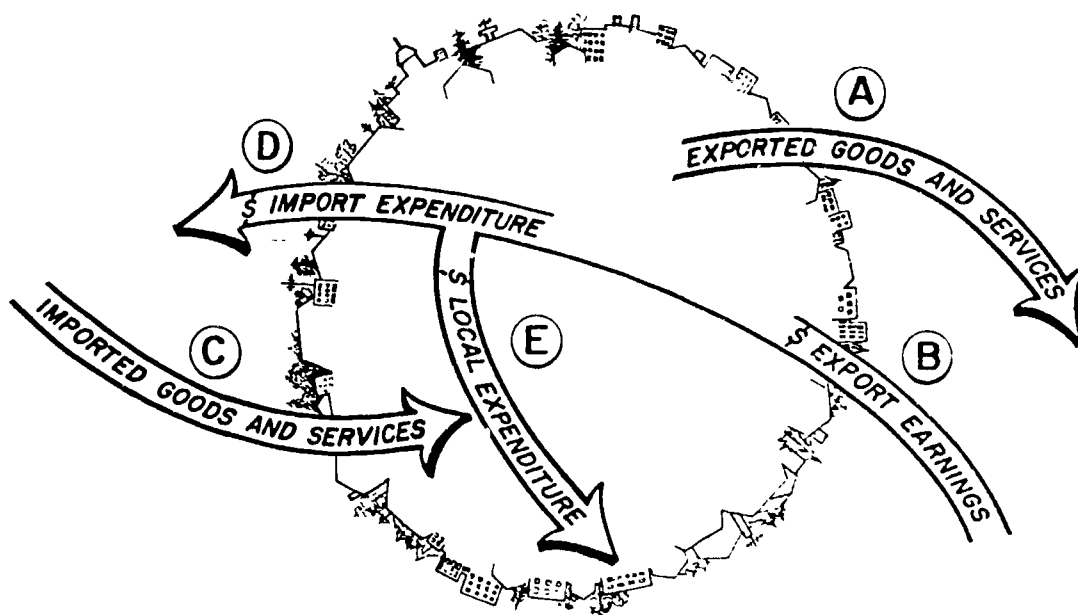 A
EXPORTED GOODS AND SERVICES
D
$ IMPORT EXPENDITURE
$ LOCAL EXPENDITURE
E
C
IMPORTED GOODS AND SERVICES
B
$ EXPORT EARNINGS